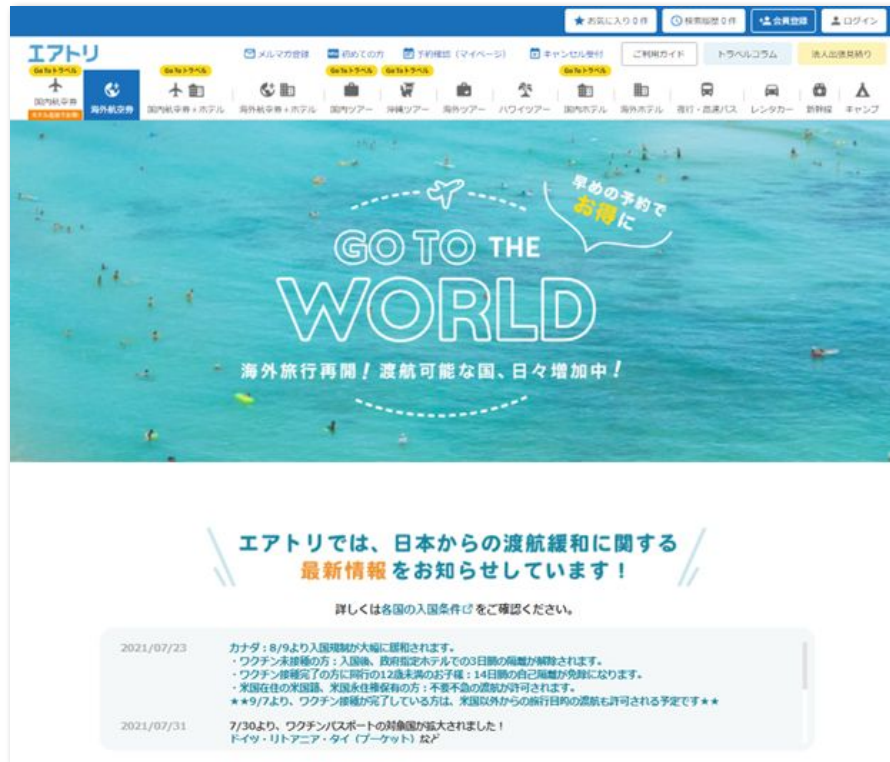 ★ お気に入り 0 件
検索履歴 0 件
会員登録
ログイン
エアトリ
メルマガ登録
初めての方
予約確認（マイページ）
キャンセル受付
ご利用ガイド
トラベルコラム
法人出張見積り
Go To トラベル
Go To トラベル
Go To トラベル
Go To トラベル
Go To トラベル
国内航空券
海外航空券
国内航空券+ホテル
海外航空券+ホテル
国内ツアー
沖縄ツアー
海外ツアー
ハワイツアー
国内ホテル
海外ホテル
夜行・高速バス
レンタカー
新幹線
キャンプ
早めの予約で
お得に
GO TO THE
WORLD
海外旅行再開！渡航可能な国、日々増加中！
エアトリでは、日本からの渡航緩和に関する
最新情報をお知らせしています！
詳しくは各国の入国条件をご確認ください。
2021/07/23
カナダ：8/9より入国規制が大幅に緩和されます。
・ワクチン未接種の方：入国後、政府指定ホテルでの3日間の隔離が解除されます。
・ワクチン接種完了の方に同行の12歳未満のお子様：14日間の自己隔離が免除になります。
・米国在住の米国籍、米国永住権保有の方：不要不急の渡航が許可されます。
★★9/7より、ワクチン接種が完了している方は、米国以外からの旅行目的の渡航も許可される予定です★★
2021/07/31
7/30より、ワクチンパスポートの対象国が拡大されました！
ドイツ・リトアニア・タイ（プーケット）など